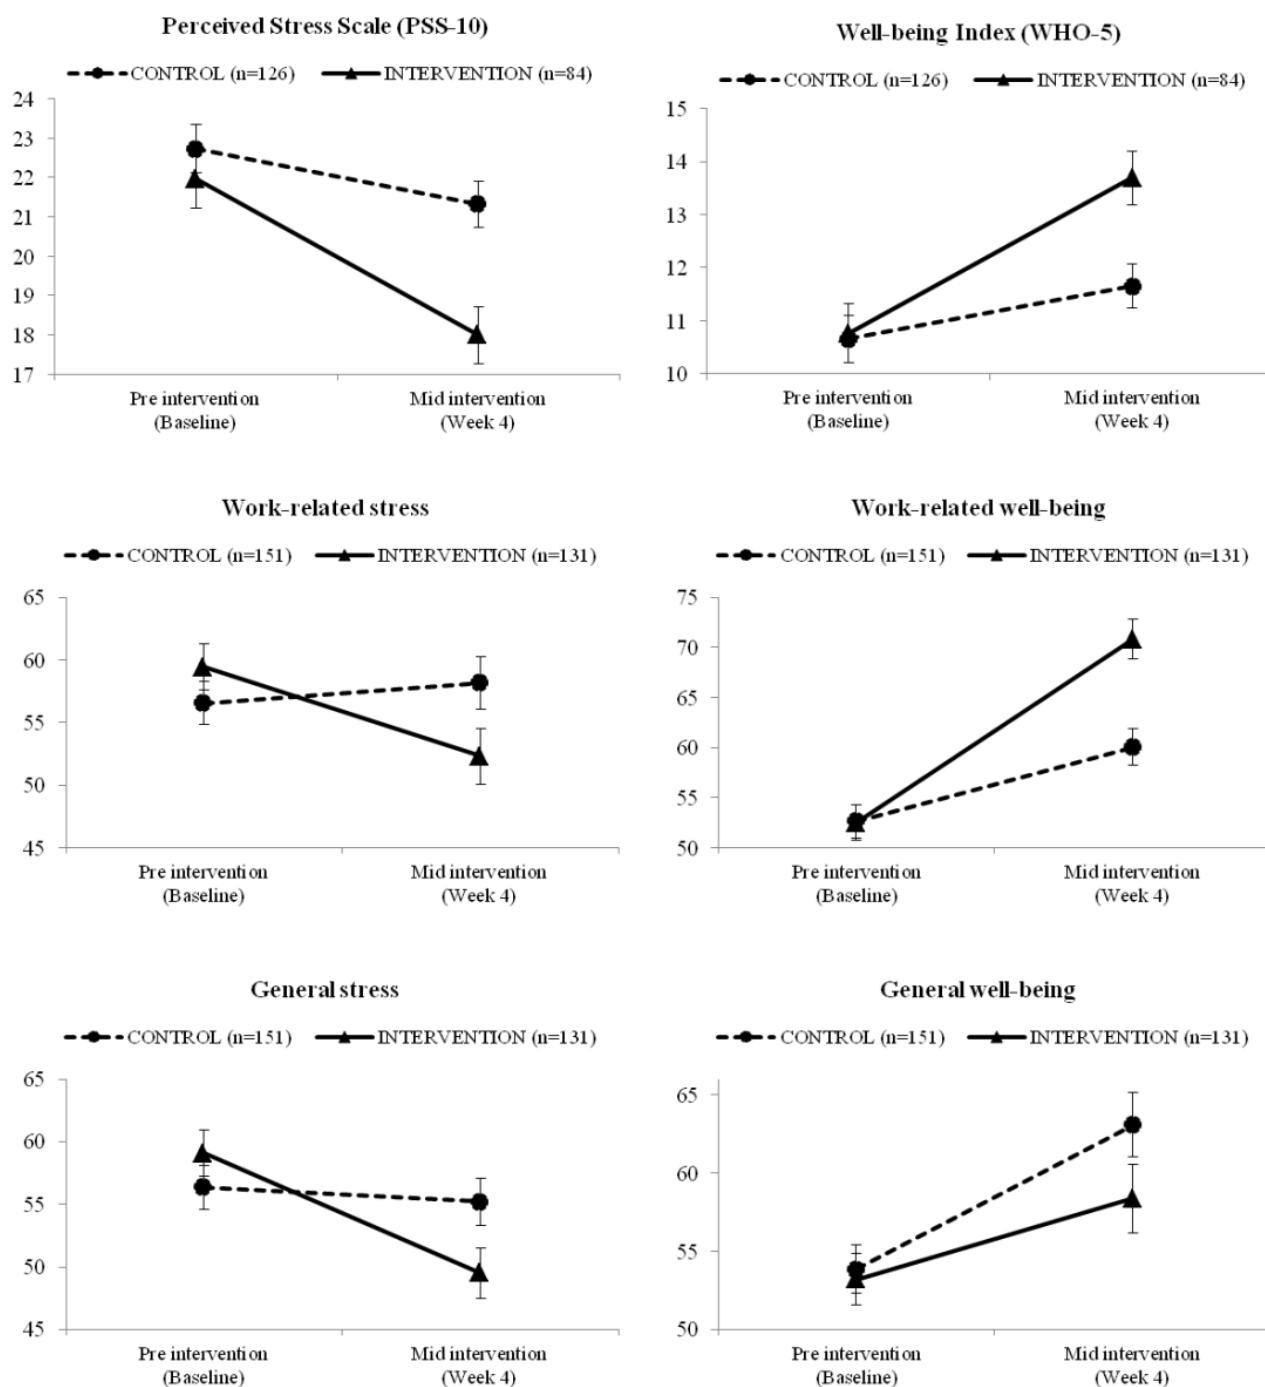 Perceived Stress Scale (PSS-10)
CONTROL (n=126) INTERVENTION (n=84)
24
23
22
21
20
19
18
17
Pre intervention Mid intervention
(Baseline) (Week 4)
Well-being Index (WHO-5)
CONTROL (n=126) INTERVENTION (n=84)
15
14
13
12
11
10
Pre intervention Mid intervention
(Baseline) (Week 4)
Work-related stress
CONTROL (n=151) INTERVENTION (n=131)
65
60
55
50
45
Pre intervention Mid intervention
(Baseline) (Week 4)
Work-related well-being
CONTROL (n=151) INTERVENTION (n=131)
75
70
65
60
55
50
Pre intervention Mid intervention
(Baseline) (Week 4)
General stress
CONTROL (n=151) INTERVENTION (n=131)
65
60
55
50
45
Pre intervention Mid intervention
(Baseline) (Week 4)
General well-being
CONTROL (n=151) INTERVENTION (n=131)
65
60
55
50
Pre intervention Mid intervention
(Baseline) (Week 4)